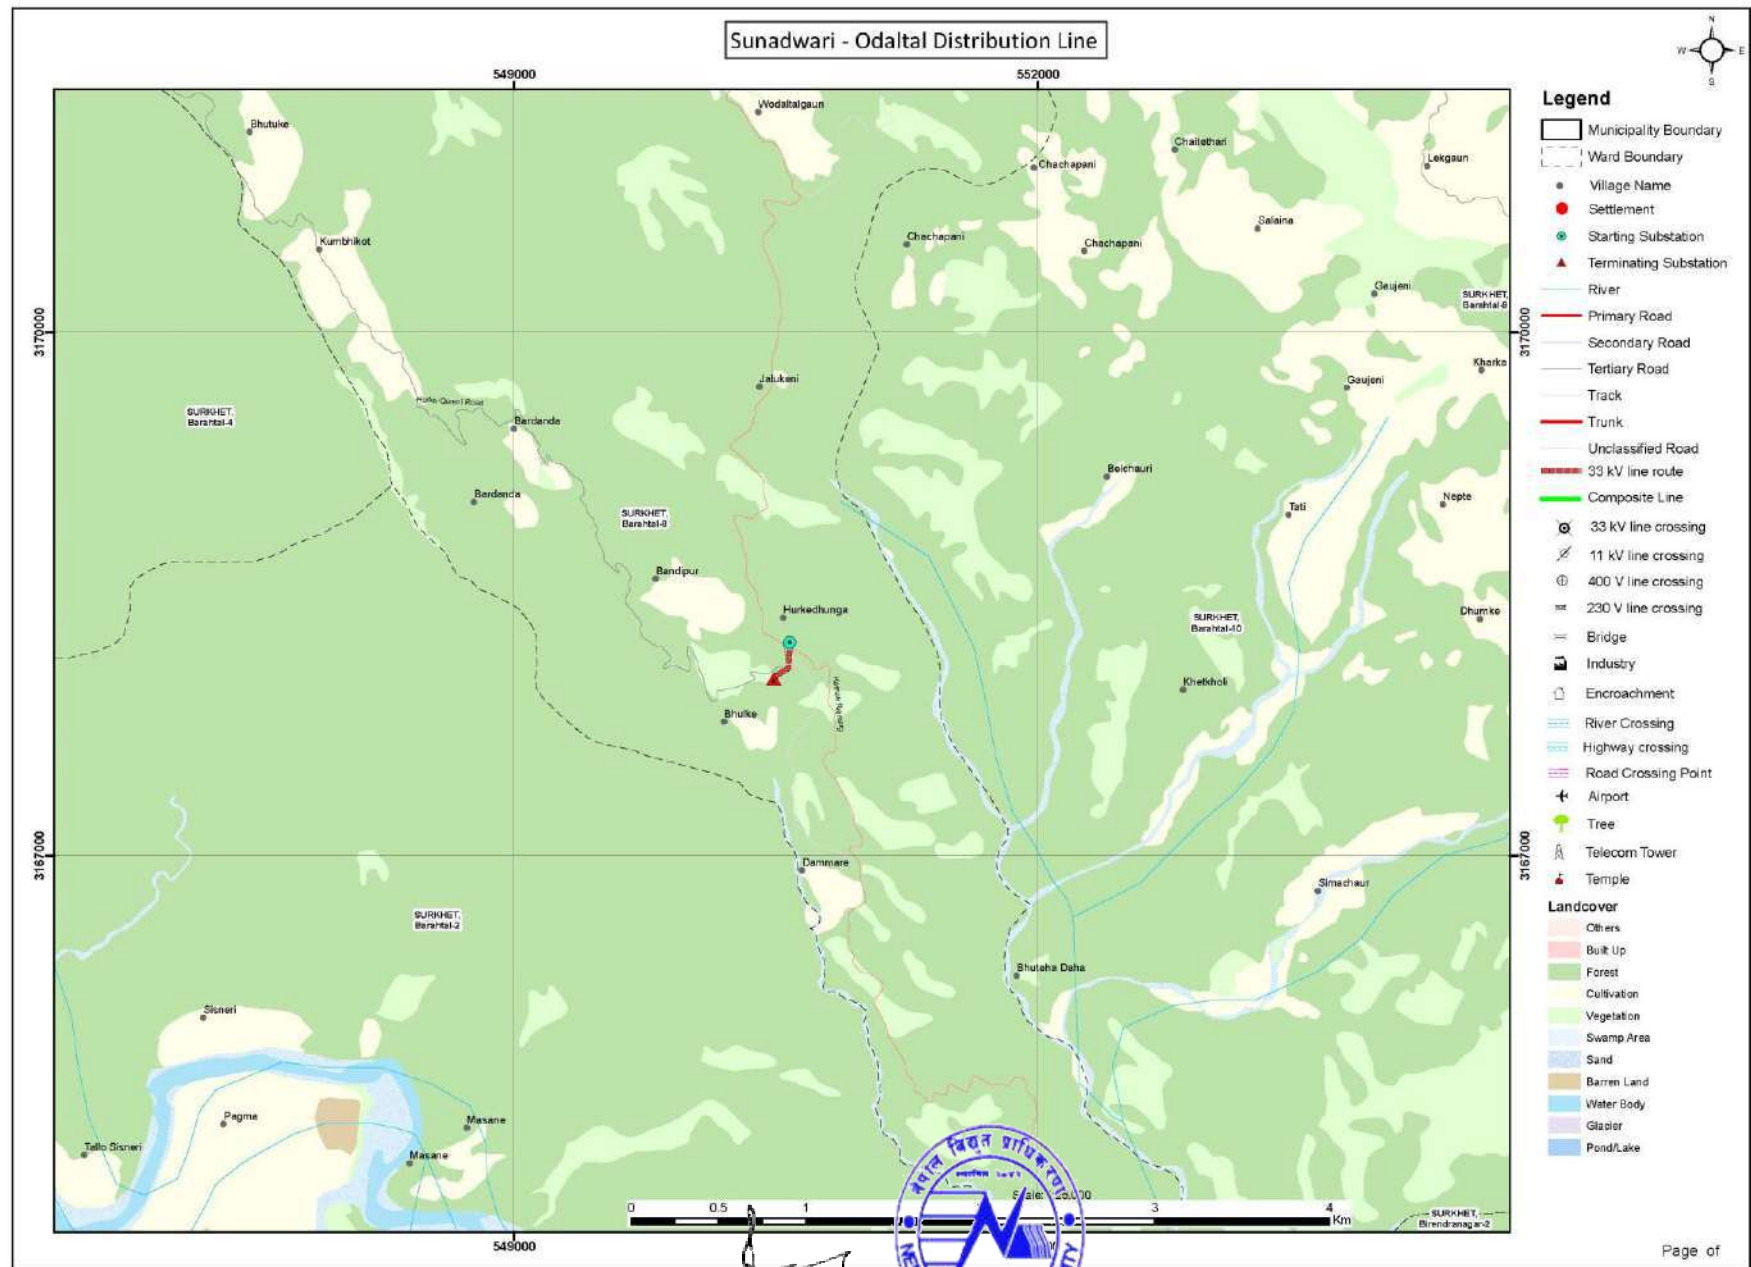 Sunadwari - Odaltal Distribution Line
N
W
E
S
549000
552000
Wodaltalgaun
Bhutuke
Chaitethari
Chachapani
Lekgaun
Salaina
Kumbhikot
Chachapani
Chachapani
Gaujeni
SURKHET,
Barahtal-9
3170000
3170000
Kharka
Jalukeni
Gaujeni
SURKHET,
Barahtal-4
Bardanda
Belchauri
Bardanda
Nepte
Tati
SURKHET,
Barahtal-8
Bandipur
Hurkedhunga
Dhumke
SURKHET,
Barahtal-10
Khetkholi
Bhulke
3167000
3167000
Dammare
Simachaur
SURKHET,
Barahtal-2
Bhuteha Daha
Sisneri
Pagma
Masane
Tallo Sisneri
Masane
नेपाल विद्युत प्राधिकरण
0
0.5
1
3
4
Km
SURKHET,
Birendranagar-2
549000
Legend
Municipality Boundary
Ward Boundary
Village Name
Settlement
Starting Substation
Terminating Substation
River
Primary Road
Secondary Road
Tertiary Road
Track
Trunk
Unclassified Road
33 kV line route
Composite Line
33 kV line crossing
11 kV line crossing
400 V line crossing
230 V line crossing
Bridge
Industry
Encroachment
River Crossing
Highway crossing
Road Crossing Point
Airport
Tree
Telecom Tower
Temple
Landcover
Others
Built Up
Forest
Cultivation
Vegetation
Swamp Area
Sand
Barren Land
Water Body
Glacier
Pond/Lake
Page of